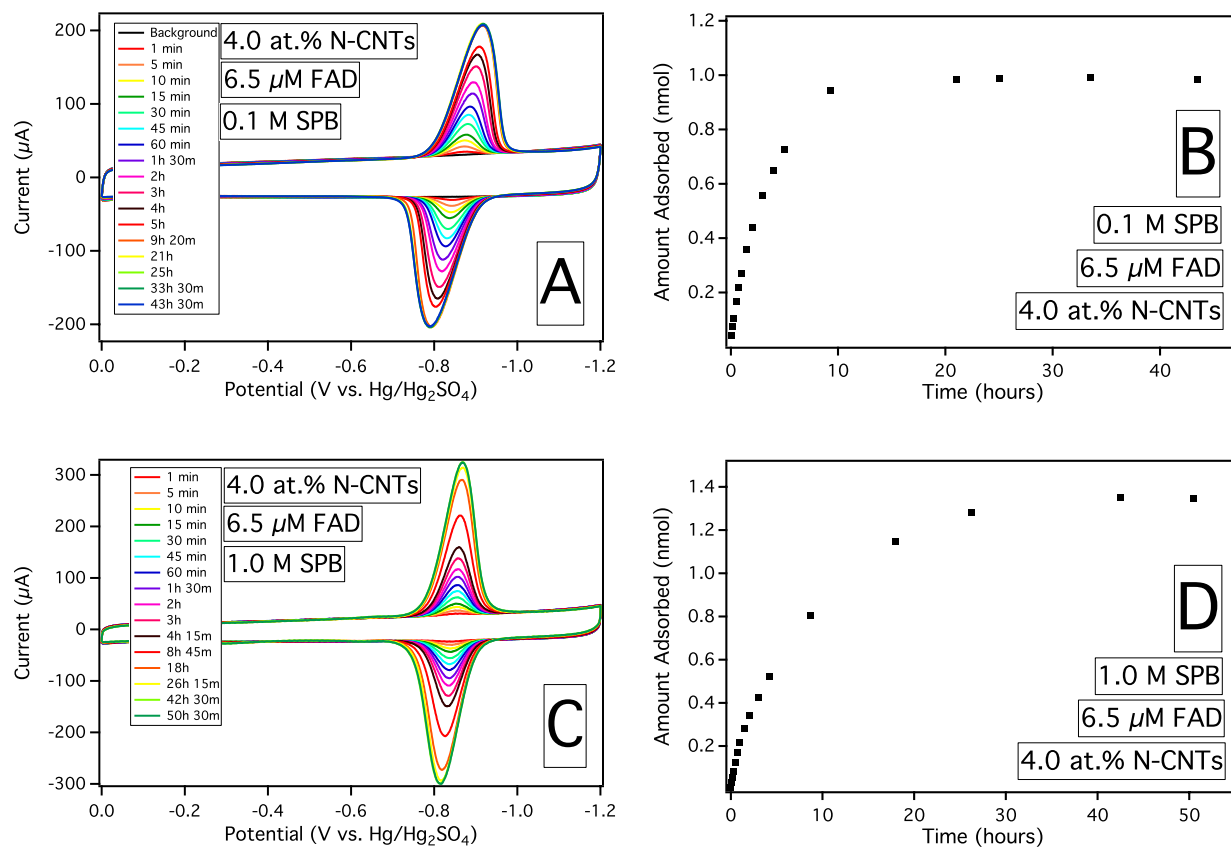 200
100
0
-100
-200
Current (µA)
Background
1 min
5 min
10 min
15 min
30 min
45 min
60 min
1h 30m
2h
3h
4h
5h
9h 20m
21h
25h
33h 30m
43h 30m
4.0 at.% N-CNTs
6.5 µM FAD
0.1 M SPB
A
0.0 -0.2 -0.4 -0.6 -0.8 -1.0 -1.2
Potential (V vs. Hg/Hg₂SO₄)
1.2
1.0
0.8
0.6
0.4
0.2
Amount Adsorbed (nmol)
B
0.1 M SPB
6.5 µM FAD
4.0 at.% N-CNTs
0 10 20 30 40
Time (hours)
300
200
100
0
-100
-200
-300
Current (µA)
1 min
5 min
10 min
15 min
30 min
45 min
60 min
1h 30m
2h
3h
4h 15m
8h 45m
18h
26h 15m
42h 30m
50h 30m
4.0 at.% N-CNTs
6.5 µM FAD
1.0 M SPB
C
0.0 -0.2 -0.4 -0.6 -0.8 -1.0 -1.2
Potential (V vs. Hg/Hg₂SO₄)
1.4
1.2
1.0
0.8
0.6
0.4
0.2
Amount Adsorbed (nmol)
D
1.0 M SPB
6.5 µM FAD
4.0 at.% N-CNTs
0 10 20 30 40 50
Time (hours)